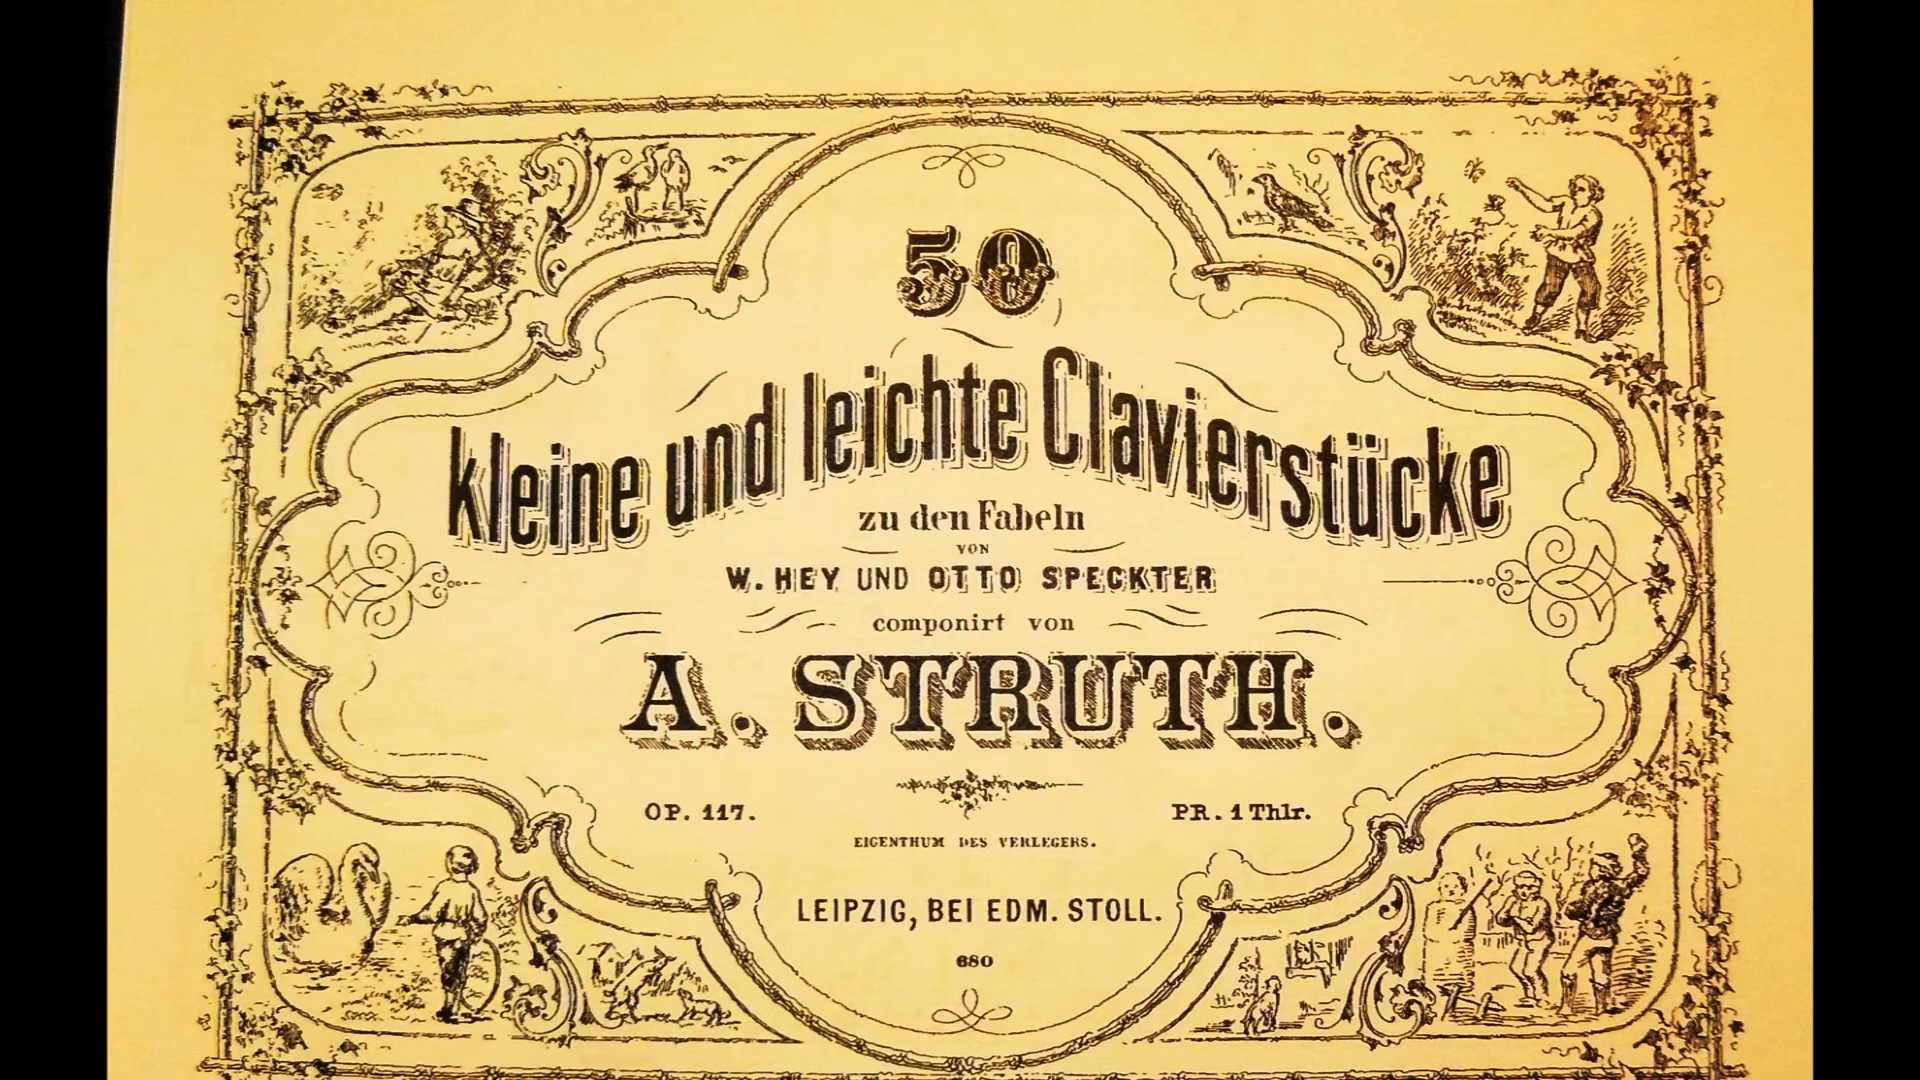 50
kleine und leichte Clavierstücke
zu den Fabeln
VON
W. HEY UND OTTO SPECKTER
componirt von
A. STRUTH.
OP. 117.
PR. 1 Thlr.
EIGENTHUM DES VERLEGERS.
LEIPZIG, BEI EDM. STOLL.
680